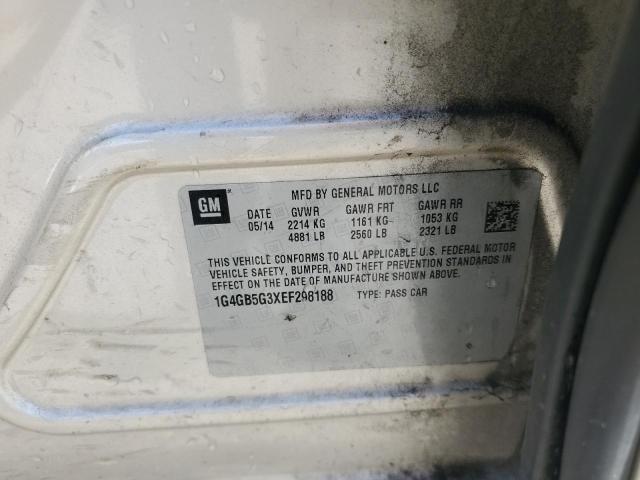 GM
MFD BY GENERAL MOTORS LLC
DATE GVWR GAWR FRT GAWR RR
05/14 2214 KG 1161 KG 1053 KG
4881 LB 2560 LB 2321 LB
THIS VEHICLE CONFORMS TO ALL APPLICABLE U.S. FEDERAL MOTOR
VEHICLE SAFETY, BUMPER, AND THEFT PREVENTION STANDARDS IN
EFFECT ON THE DATE OF MANUFACTURE SHOWN ABOVE.
1G4GB5G3XEF298188 TYPE: PASS CAR